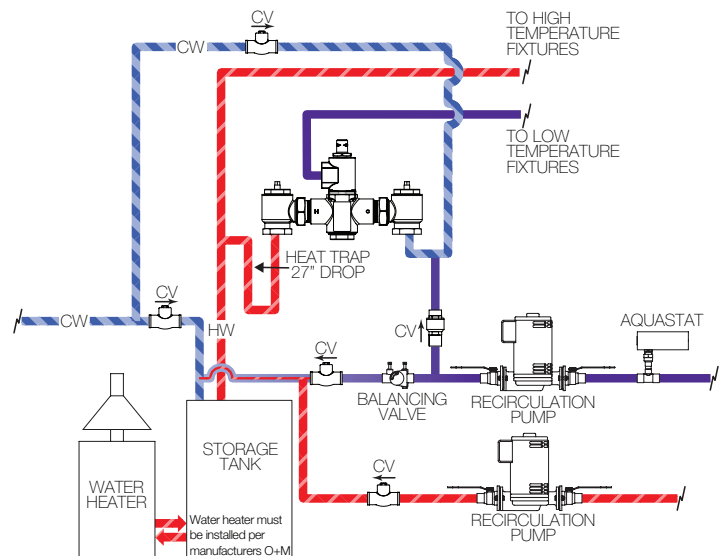 CV
TO HIGH
TEMPERATURE
FIXTURES
CW
TO LOW
TEMPERATURE
FIXTURES
H
C
HEAT TRAP
27" DROP
CV
CW
HW
CV
CV
AQUASTAT
BALANCING
VALVE
RECIRCULATION
PUMP
STORAGE
TANK
WATER
HEATER
CV
Water heater must
be installed per
manufacturers O+M
RECIRCULATION
PUMP